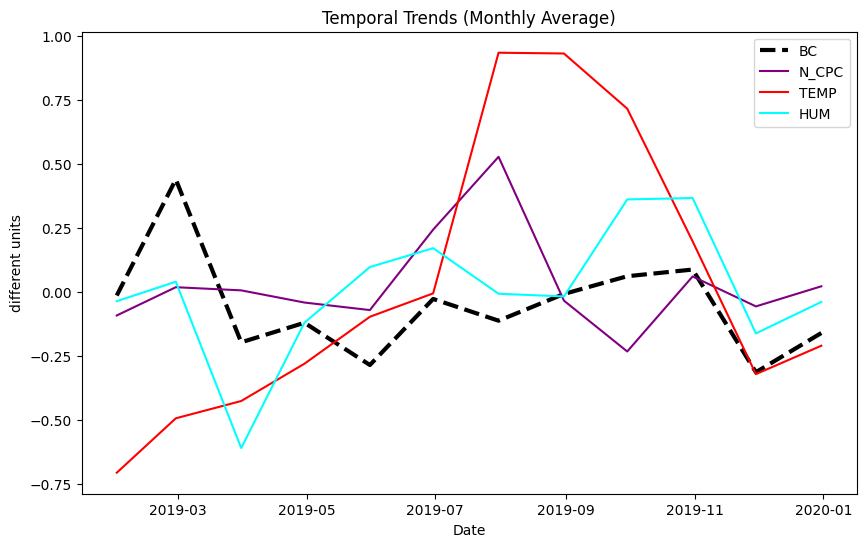 Temporal Trends (Monthly Average)
1.00
0.75
0.50
0.25
0.00
−0.25
−0.50
−0.75
different units
BC
N_CPC
TEMP
HUM
2019-03
2019-05
2019-07
2019-09
2019-11
2020-01
Date